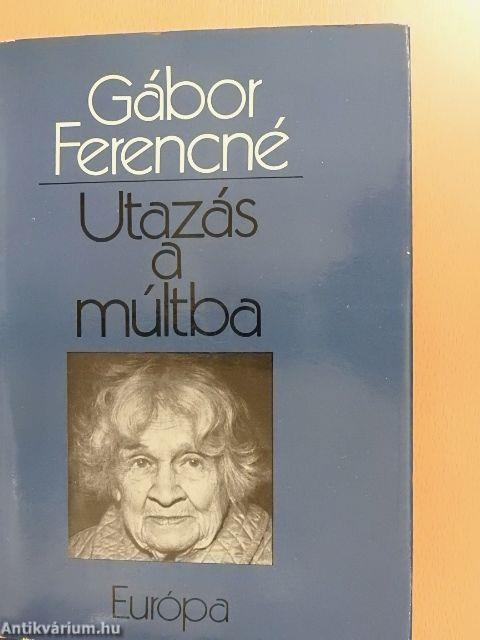 Gábor
Ferencné
Utazás
a
múltba
Európa
Antikvárium.hu